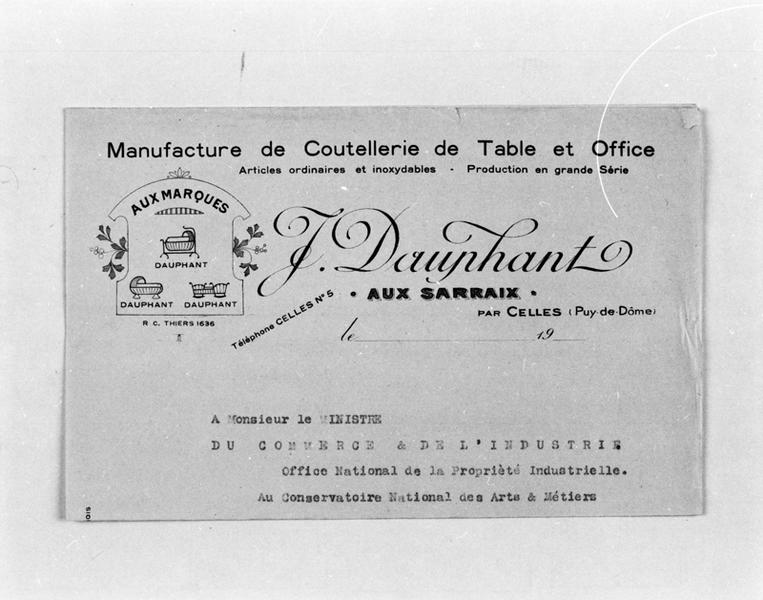 Manufacture de Coutellerie de Table et Office
Articles ordinaires et inoxydables - Production en grande Série
AUX MARQUES
DAUPHANT
DAUPHANT DAUPHANT
R C. THIERS 1636
J. Dauphant
• AUX SARRAIX •
PAR CELLES (Puy-de-Dôme)
Téléphone CELLES N° 5
le 19
A Monsieur le MINISTRE
DU COMMERCE & DE L'INDUSTRIE
Office National de la Propriété Industrielle.
Au Conservatoire National des Arts & Métiers